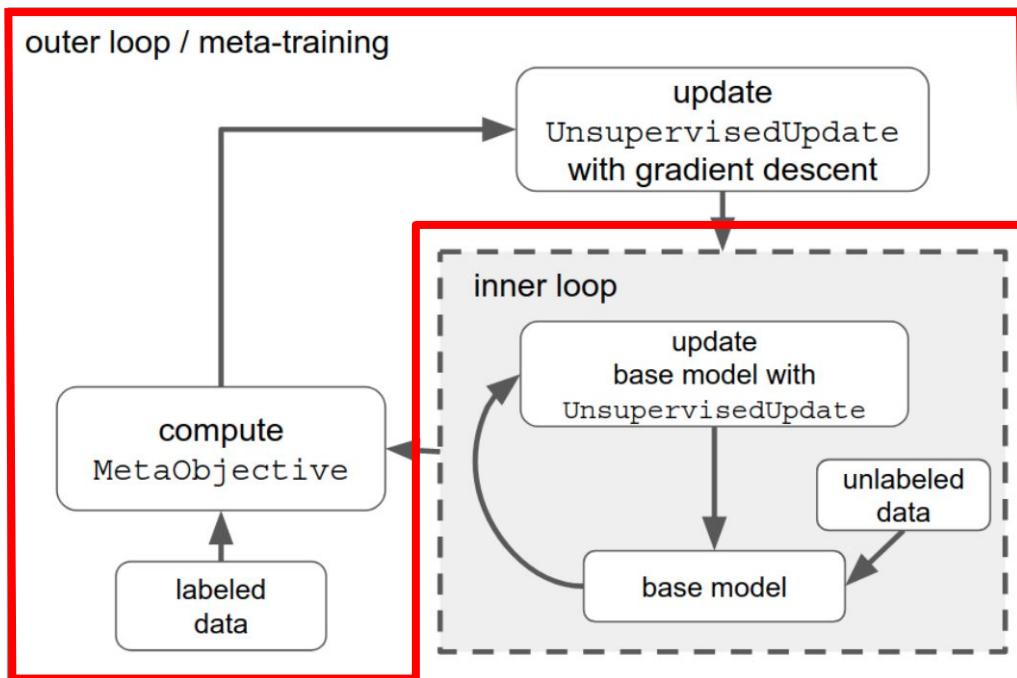 outer loop / meta-training
update
UnsupervisedUpdate
with gradient descent
inner loop
update
base model with
UnsupervisedUpdate
compute
MetaObjective
unlabeled
data
labeled
data
base model